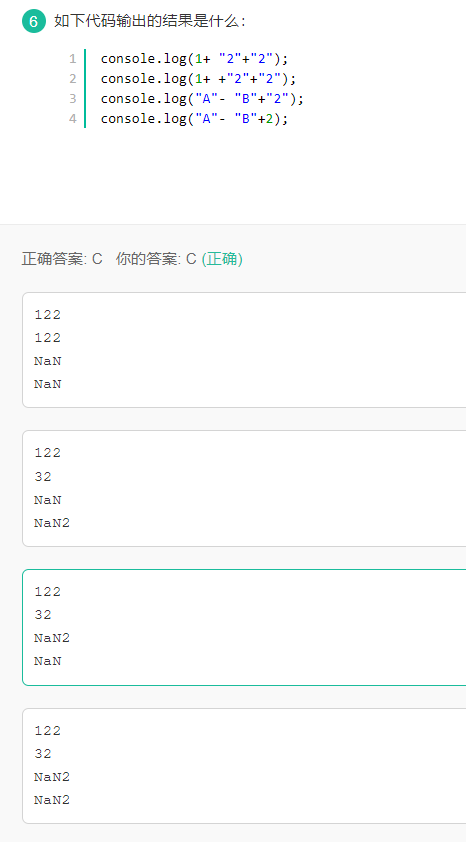 6 如下代码输出的结果是什么：
1 console.log(1+ "2"+"2");
2 console.log(1+ +"2"+"2");
3 console.log("A"- "B"+"2");
4 console.log("A"- "B"+2);
正确答案: C 你的答案: C (正确)
122
122
NaN
NaN
122
32
NaN
NaN2
122
32
NaN2
NaN
122
32
NaN2
NaN2